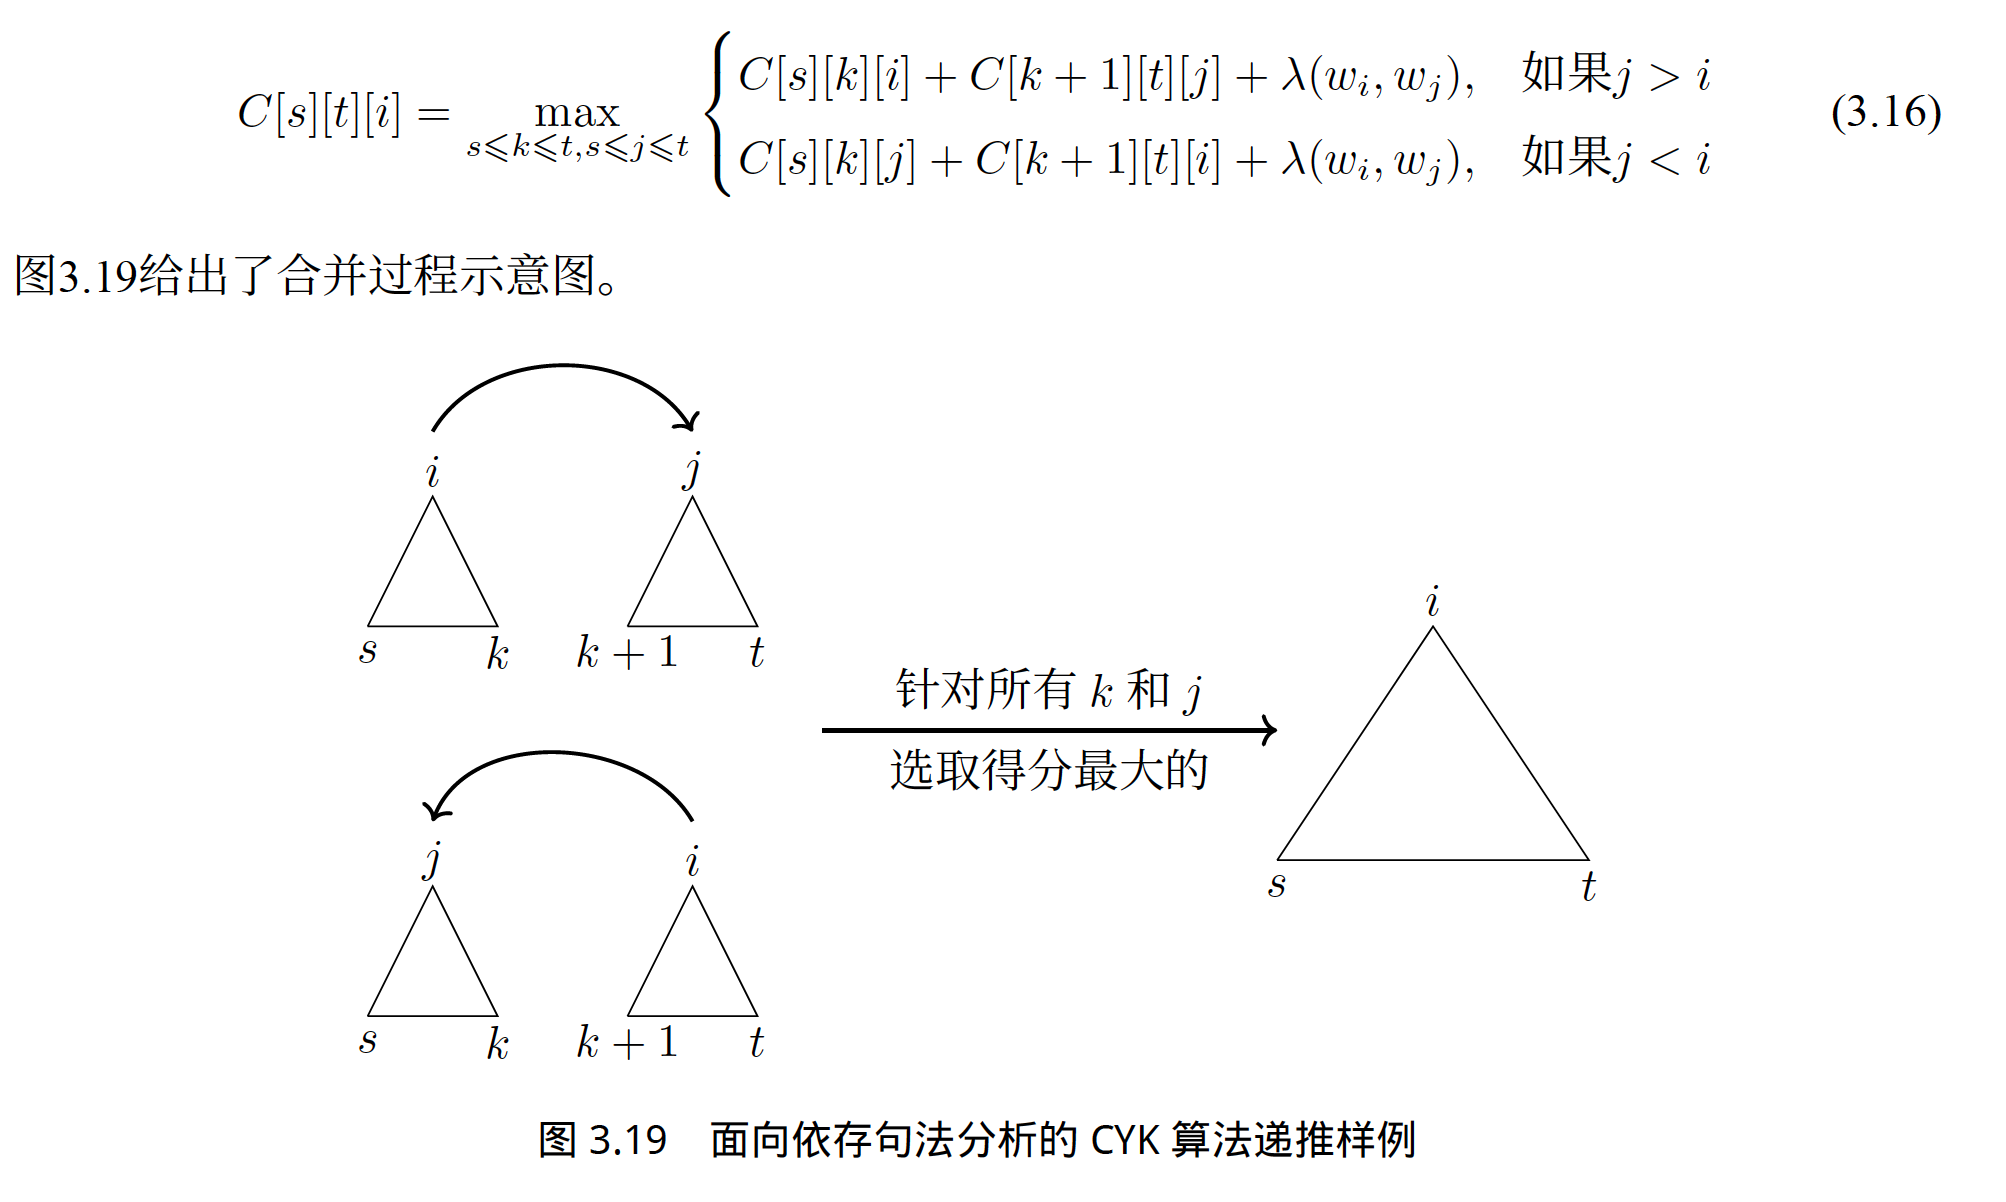 C[s][t][i] = max s⩽k⩽t,s⩽j⩽t { C[s][k][i] + C[k + 1][t][j] + λ(w_i, w_j), 如果j > i
C[s][k][j] + C[k + 1][t][i] + λ(w_i, w_j), 如果j < i
(3.16)
图3.19给出了合并过程示意图。
i j
s k k + 1 t
j i
s k k + 1 t
针对所有 k 和 j
选取得分最大的
i
s t
图 3.19 面向依存句法分析的 CYK 算法递推样例